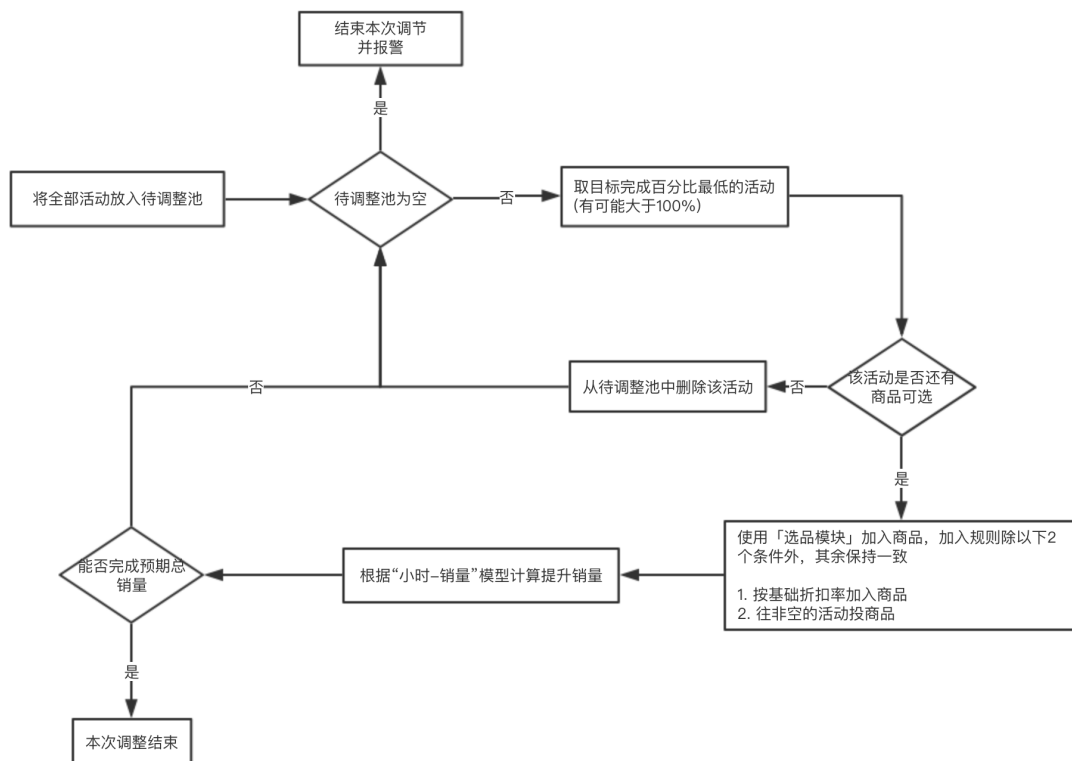 结束本次调节
并报警
是
将全部活动放入待调整池
待调整池为空
否
取目标完成百分比最低的活动
(有可能大于100%)
否
从待调整池中删除该活动
否
该活动是否还有
商品可选
是
使用「选品模块」加入商品，加入规则除以下2
个条件外，其余保持一致
1. 按基础折扣率加入商品
2. 往非空的活动投商品
根据“小时-销量”模型计算提升销量
能否完成预期总
销量
是
本次调整结束